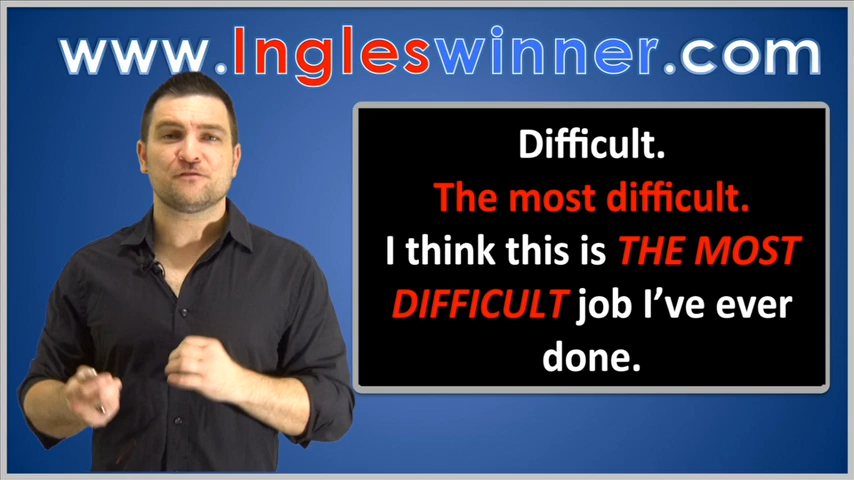 www.Ingleswinner.com
Difficult.
The most difficult.
I think this is THE MOST
DIFFICULT job I’ve ever
done.